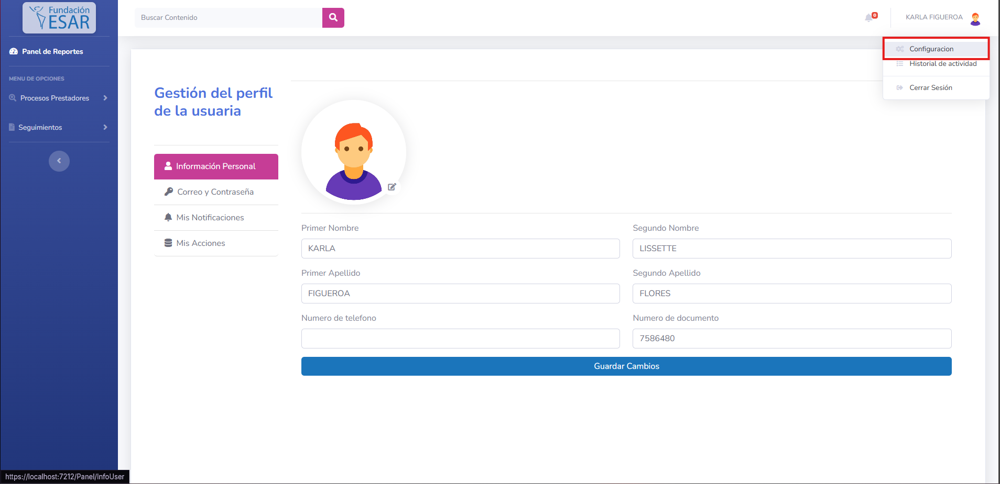 Fundación
ESAR
Buscar Contenido
0
KARLA FIGUEROA
Configuracion
Historial de actividad
Cerrar Sesión
Panel de Reportes
MENU DE OPCIONES
Procesos Prestadores
Seguimientos
Gestión del perfil
de la usuaria
Información Personal
Correo y Contraseña
Mis Notificaciones
Mis Acciones
Primer Nombre
Segundo Nombre
KARLA
LISSETTE
Primer Apellido
Segundo Apellido
FIGUEROA
FLORES
Numero de telefono
Numero de documento
7586480
Guardar Cambios
https://localhost:7212/Panel/InfoUser